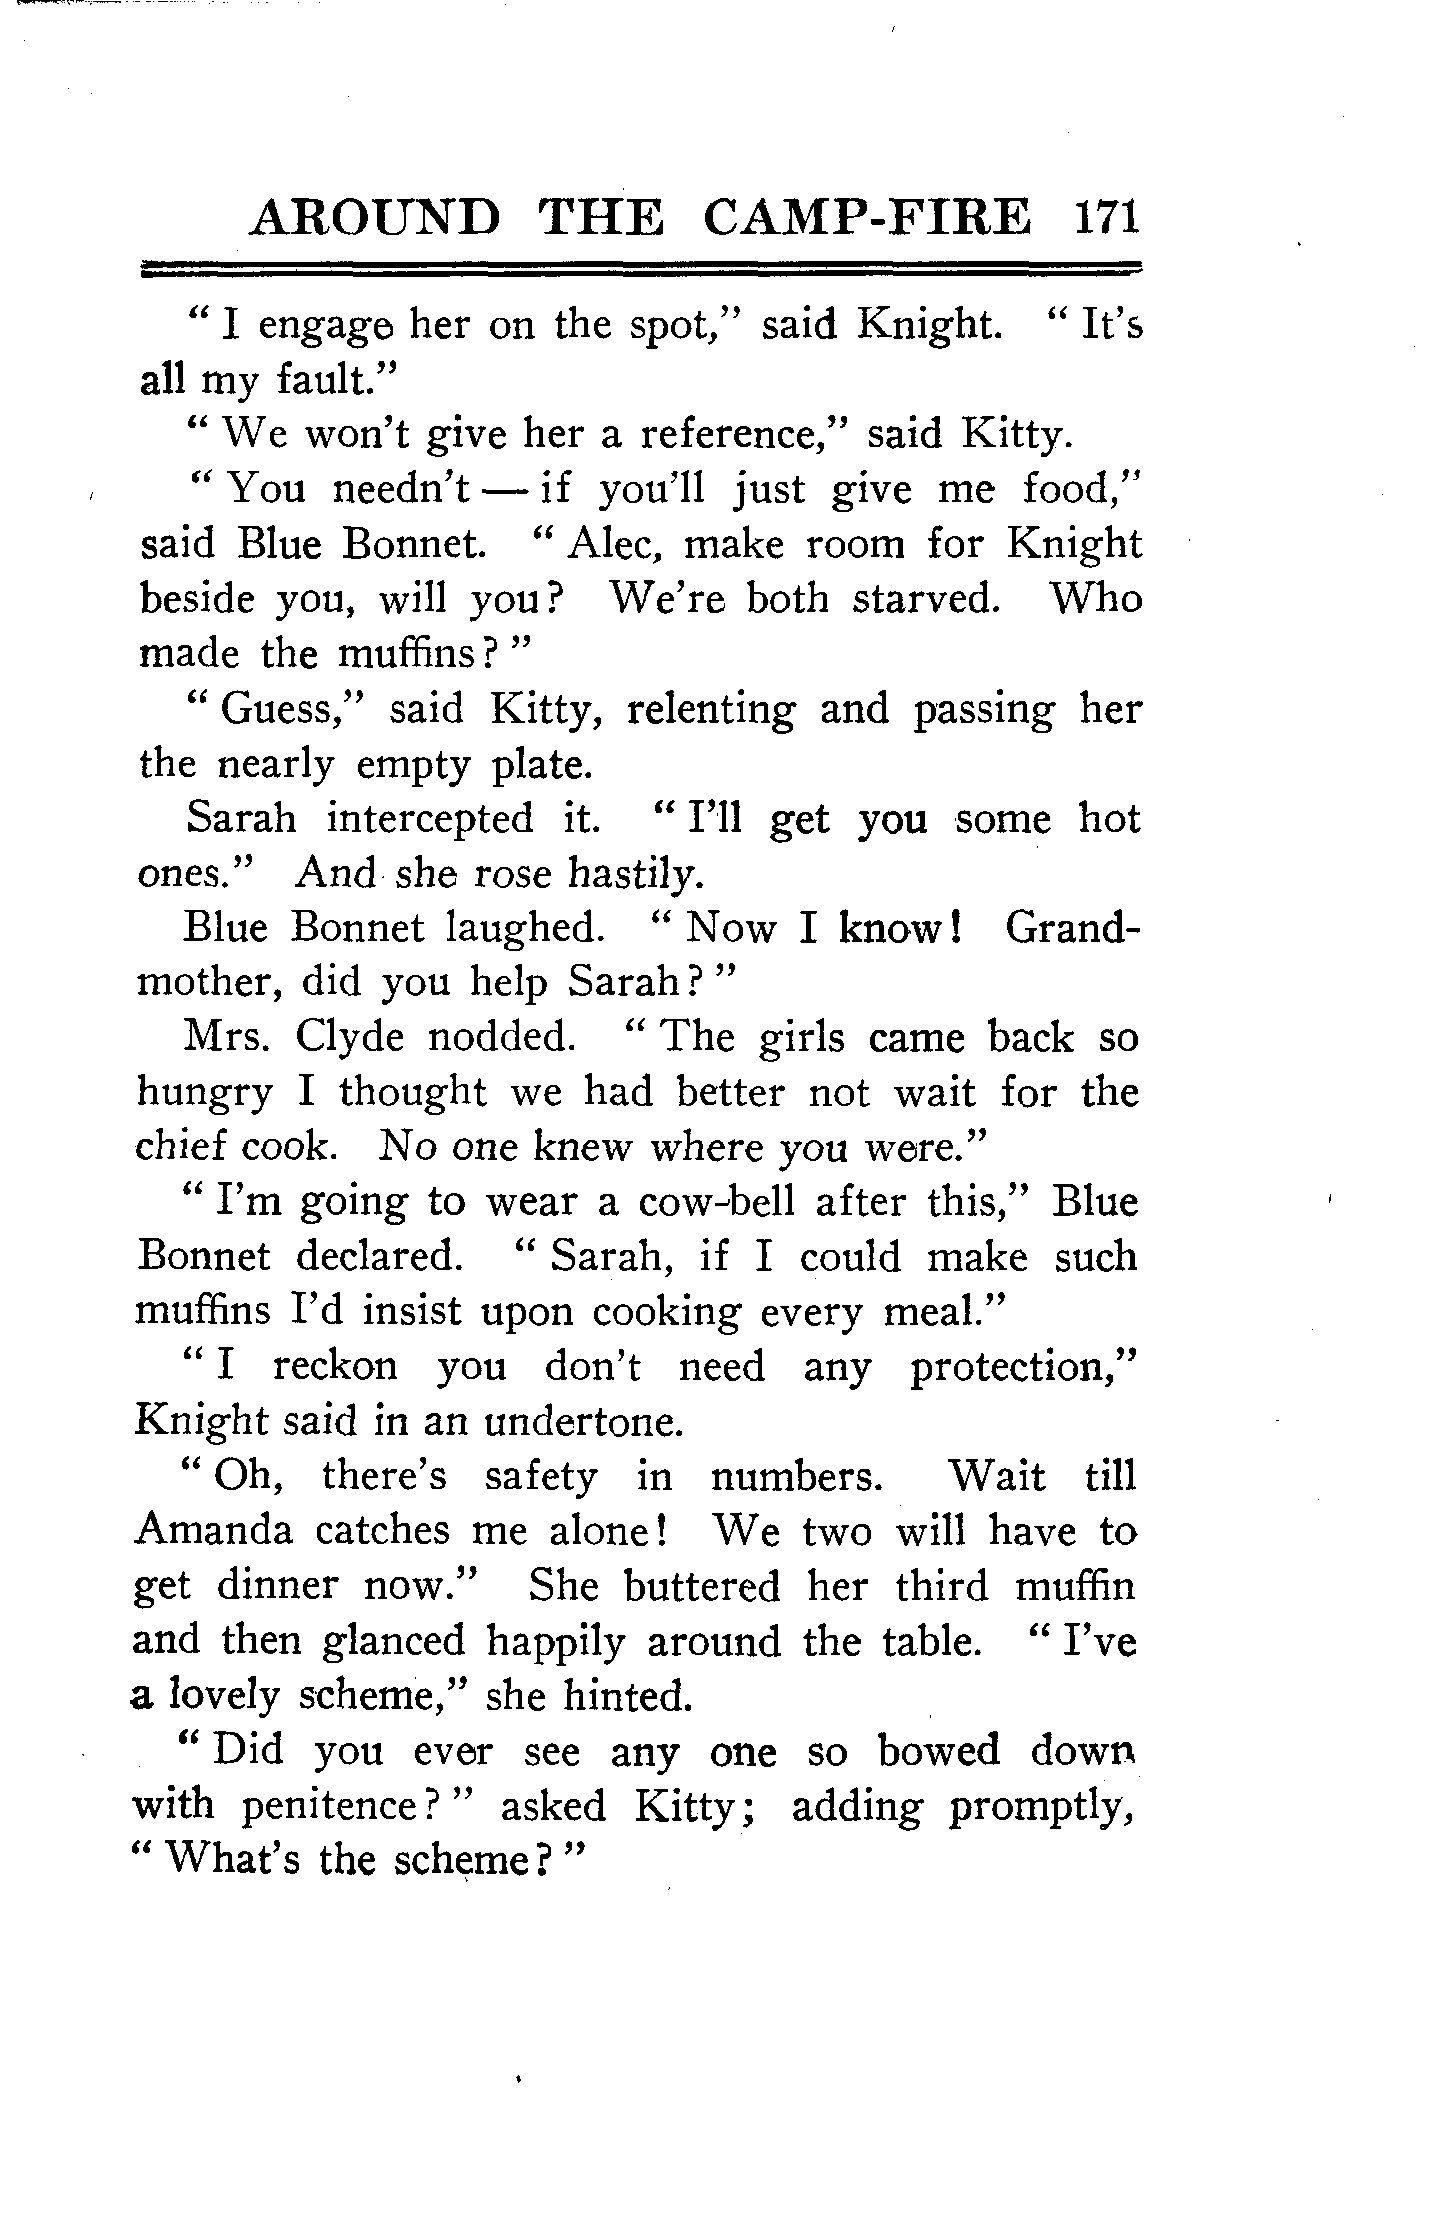 AROUND THE CAMP-FIRE 171
" I engage her on the spot," said Knight. " It's
all my fault."
" We won't give her a reference," said Kitty.
" You needn't — if you'll just give me food,"
said Blue Bonnet. " Alec, make room for Knight
beside you, will you? We're both starved. Who
made the muffins? "
" Guess," said Kitty, relenting and passing her
the nearly empty plate.
Sarah intercepted it. " I'll get you some hot
ones." And she rose hastily.
Blue Bonnet laughed. " Now I know! Grand-
mother, did you help Sarah? "
Mrs. Clyde nodded. " The girls came back so
hungry I thought we had better not wait for the
chief cook. No one knew where you were."
" I'm going to wear a cow-bell after this," Blue
Bonnet declared. " Sarah, if I could make such
muffins I'd insist upon cooking every meal."
" I reckon you don't need any protection,"
Knight said in an undertone.
" Oh, there's safety in numbers. Wait till
Amanda catches me alone! We two will have to
get dinner now." She buttered her third muffin
and then glanced happily around the table. " I've
a lovely scheme," she hinted.
" Did you ever see any one so bowed down
with penitence? " asked Kitty; adding promptly,
" What's the scheme? "